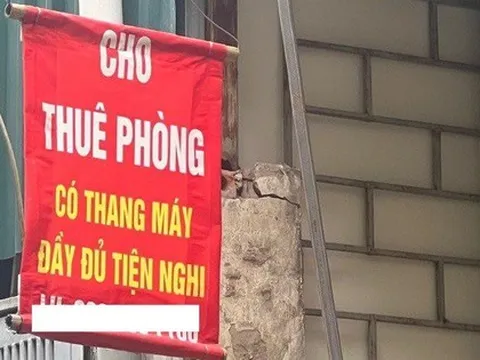 CHO
THUÊ PHÒNG
CÓ THANG MÁY
ĐẦY ĐỦ TIỆN NGHI